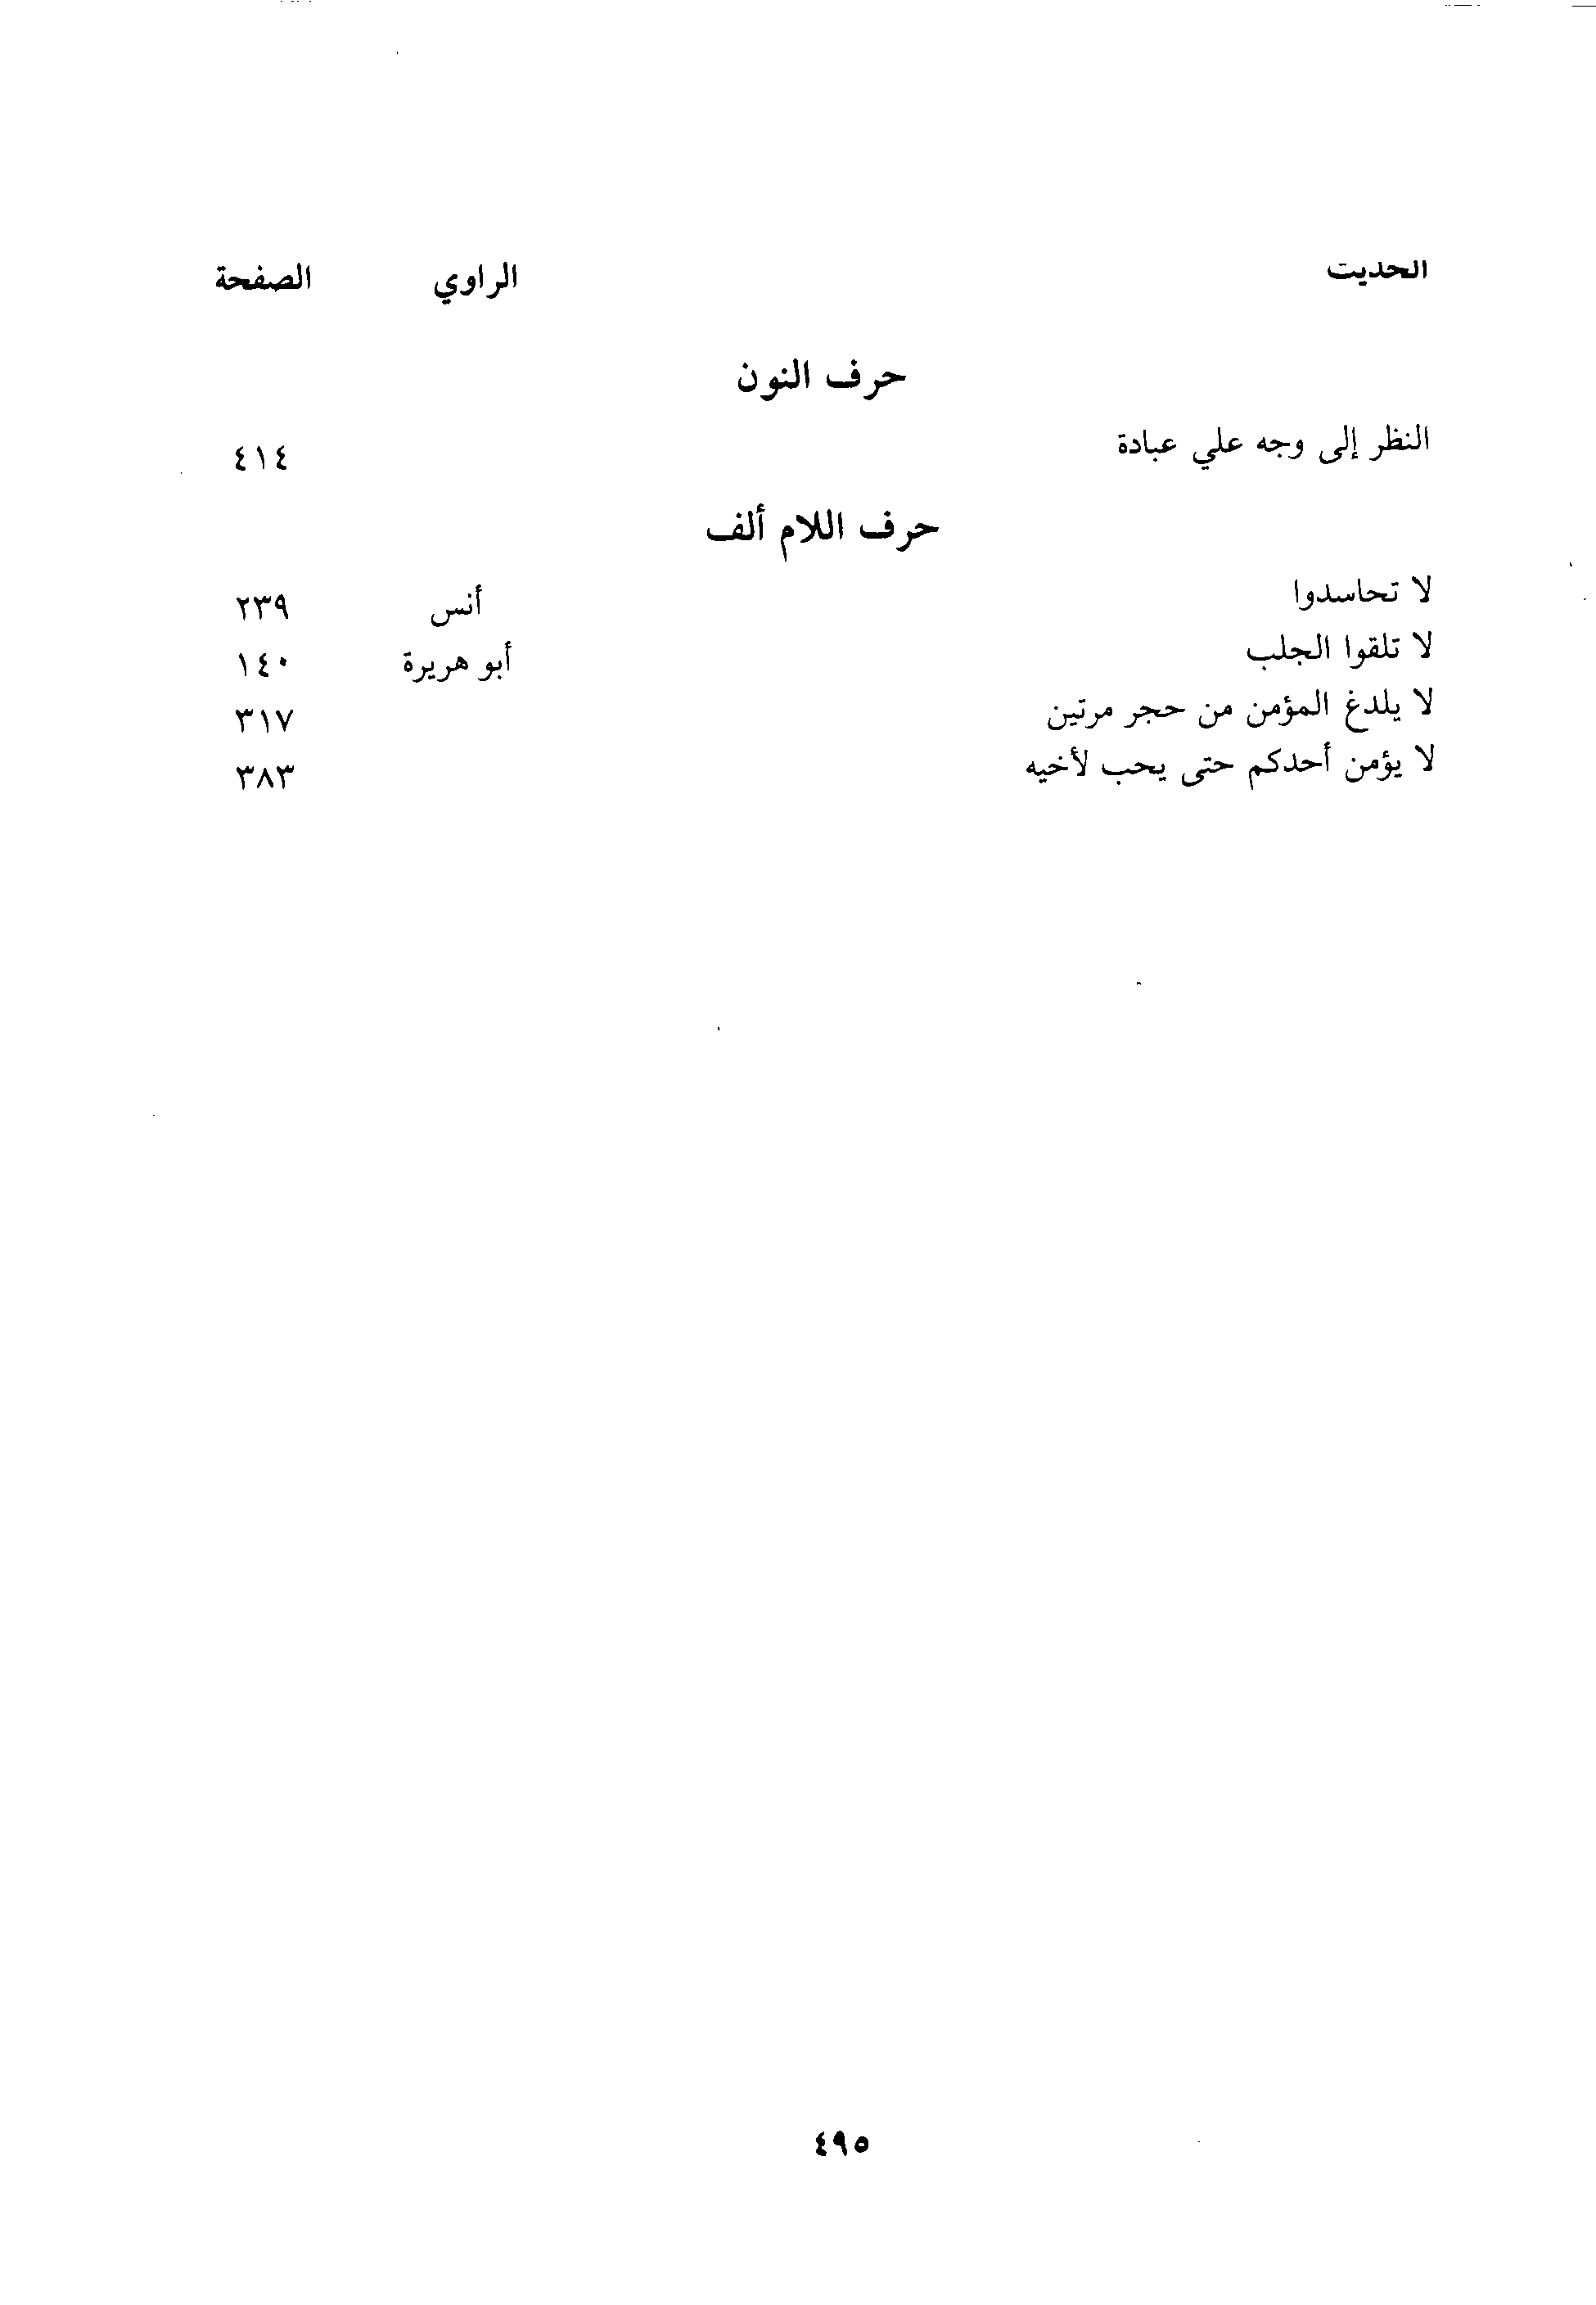 الحديث الراوي الصفحة
حرف النون
النظر إلى وجه علي عبادة ٤١٤
حرف اللام ألف
لا تحاسدوا أنس ٢٣٩
لا تلقوا الجلب أبو هريرة ١٤٠
لا يلدغ المؤمن من حجر مرتين ٣١٧
لا يؤمن أحدكم حتى يحب لأخيه ٣٨٣
٤٩٥